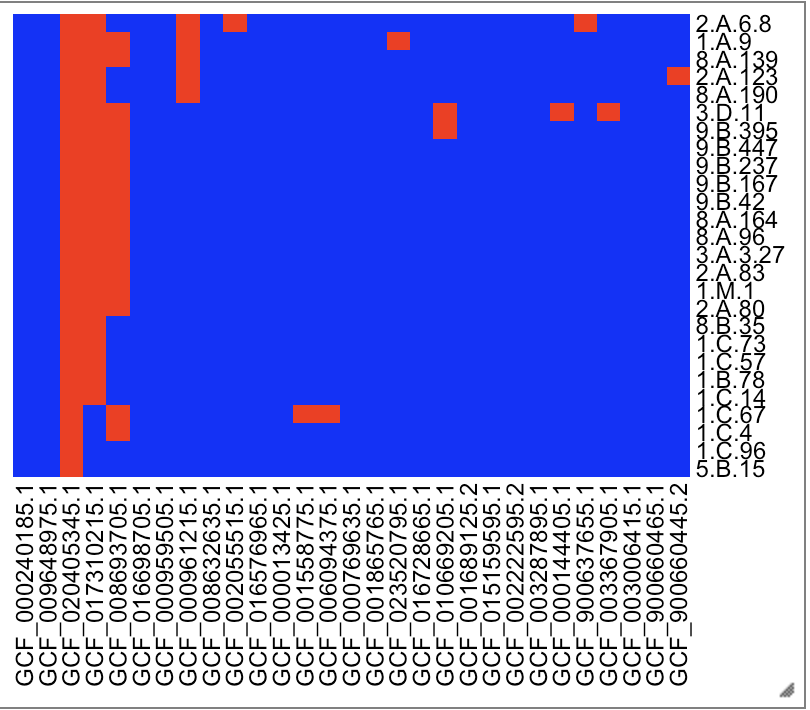 2.A.6.8
1.A.9
8.A.139
2.A.123
8.A.190
3.D.11
9.B.395
9.B.447
9.B.237
9.B.167
9.B.42
8.A.164
8.A.96
3.A.3.27
2.A.83
1.M.1
2.A.80
8.B.35
1.C.73
1.C.57
1.B.78
1.C.14
1.C.67
1.C.4
1.C.96
5.B.15
GCF_000240185.1
GCF_009648975.1
GCF_020405345.1
GCF_017310215.1
GCF_008693705.1
GCF_016698705.1
GCF_000959505.1
GCF_000961215.1
GCF_008632635.1
GCF_002055515.1
GCF_016576965.1
GCF_000013425.1
GCF_001558775.1
GCF_006094375.1
GCF_000769635.1
GCF_001865765.1
GCF_023520795.1
GCF_016728665.1
GCF_010669205.1
GCF_001689125.2
GCF_015159595.1
GCF_002222595.2
GCF_003287895.1
GCF_000144405.1
GCF_900637655.1
GCF_003367905.1
GCF_003006415.1
GCF_900660465.1
GCF_900660445.2